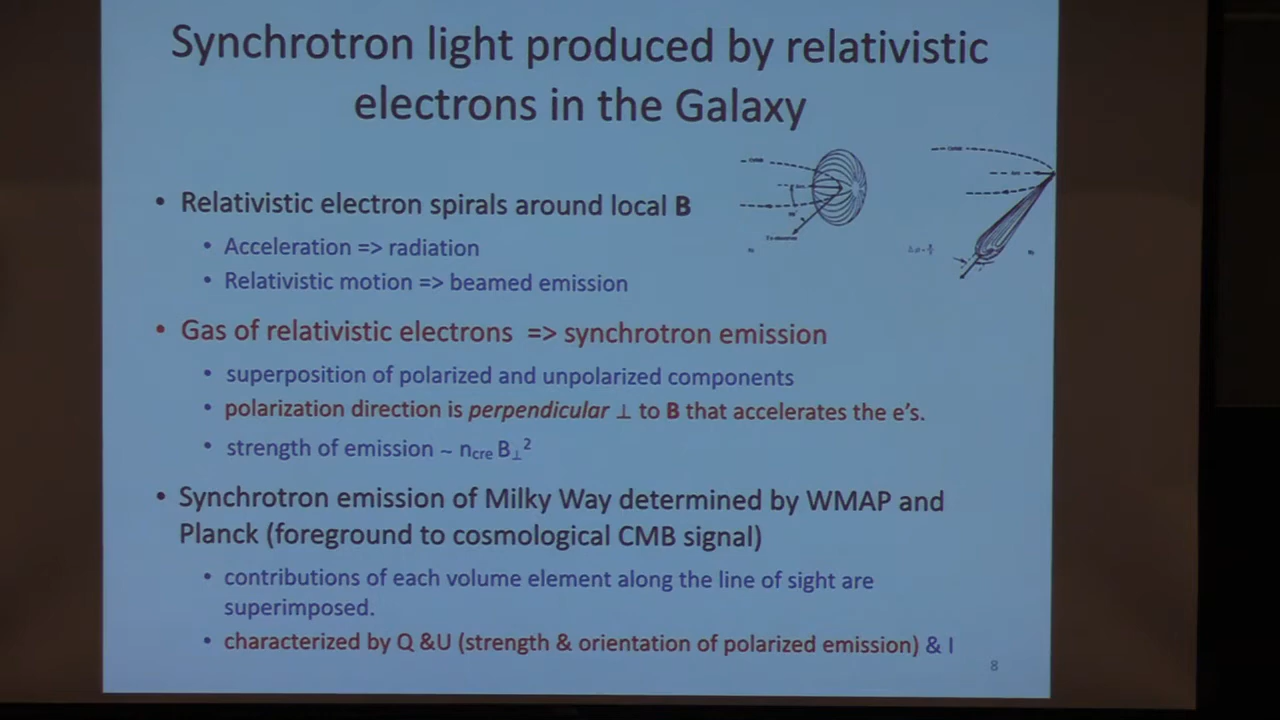 Synchrotron light produced by relativistic
electrons in the Galaxy
• Relativistic electron spirals around local B
• Acceleration => radiation
• Relativistic motion => beamed emission
• Gas of relativistic electrons => synchrotron emission
• superposition of polarized and unpolarized components
• polarization direction is perpendicular ⊥ to B that accelerates the e's.
• strength of emission ~ n_cre B_⊥²
• Synchrotron emission of Milky Way determined by WMAP and
Planck (foreground to cosmological CMB signal)
• contributions of each volume element along the line of sight are
superimposed.
• characterized by Q &U (strength & orientation of polarized emission) & I
8